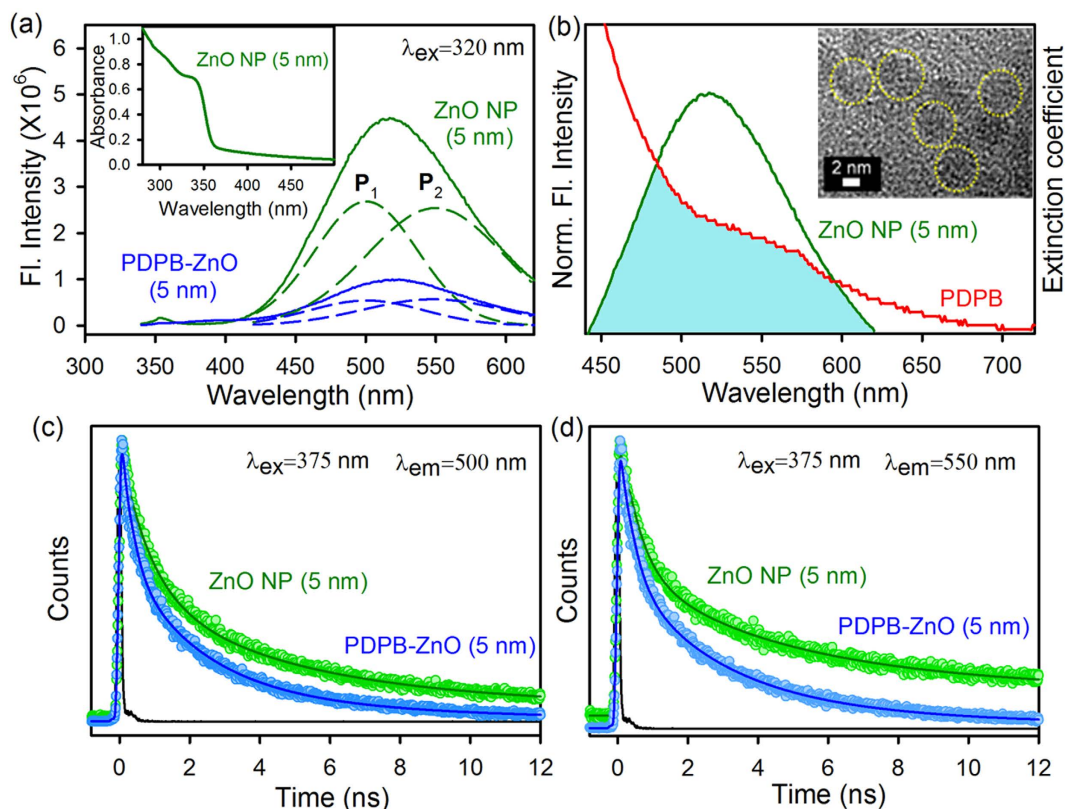 (a)
Fl. Intensity (X10⁶)
6
5
4
3
2
1
0
300 350 400 450 500 550 600
Wavelength (nm)
λex=320 nm
ZnO NP
(5 nm)
P₁ P₂
PDPB-ZnO
(5 nm)
Absorbance
1.0
0.8
0.6
0.4
0.2
0.0
300 350 400 450
Wavelength (nm)
ZnO NP (5 nm)
(b)
Norm. Fl. Intensity
Extinction coefficient
450 500 550 600 650 700
Wavelength (nm)
2 nm
ZnO NP (5 nm)
PDPB
(c)
λex=375 nm λem=500 nm
Counts
ZnO NP (5 nm)
PDPB-ZnO (5 nm)
0 2 4 6 8 10 12
Time (ns)
(d)
λex=375 nm λem=550 nm
Counts
ZnO NP (5 nm)
PDPB-ZnO (5 nm)
0 2 4 6 8 10 12
Time (ns)